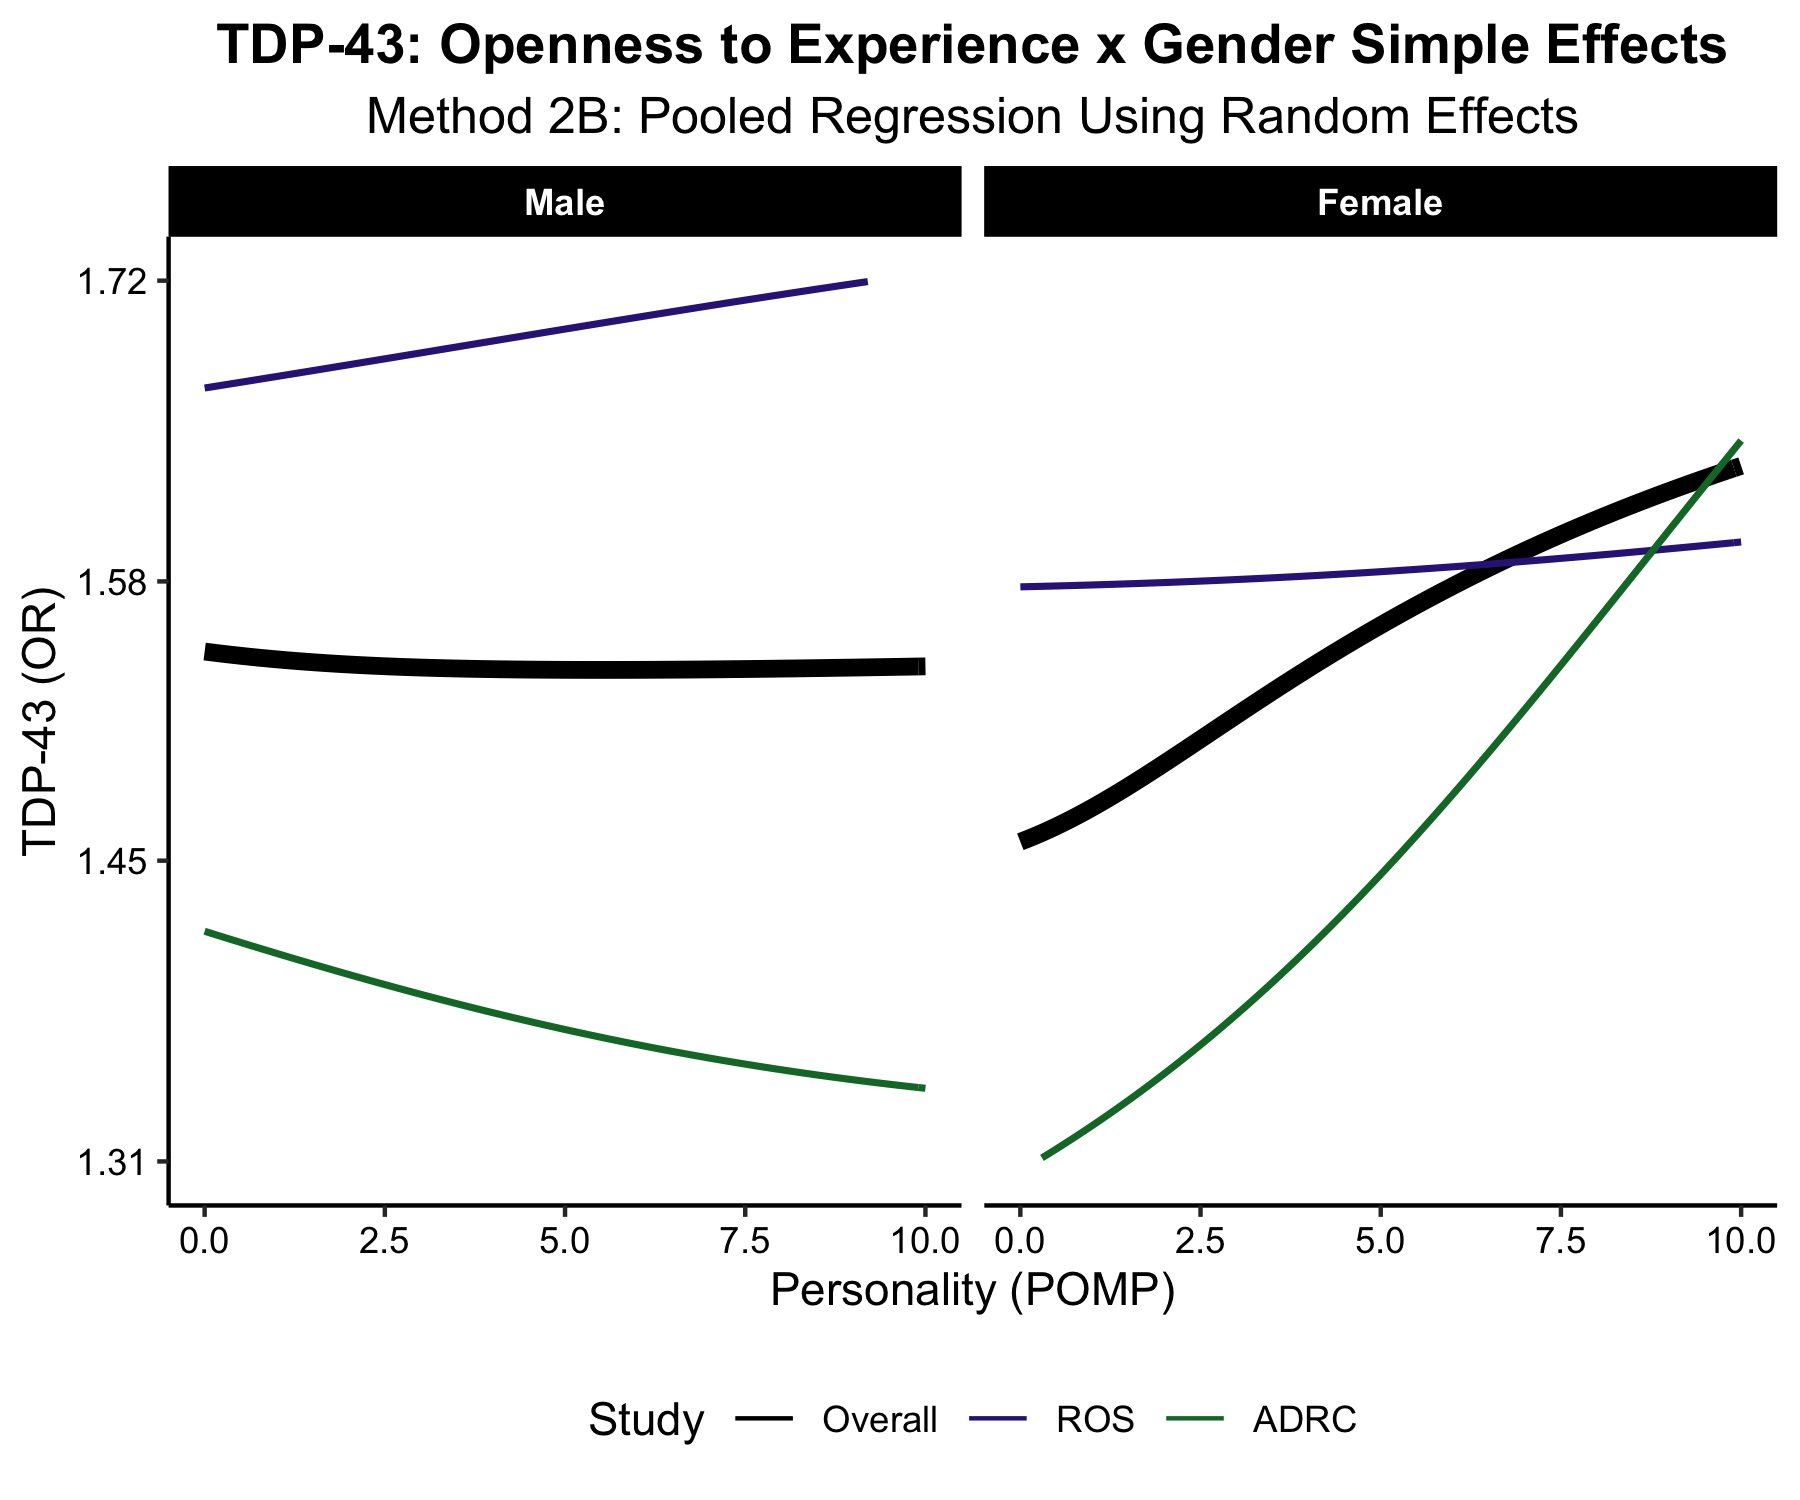 TDP-43: Openness to Experience x Gender Simple Effects
Method 2B: Pooled Regression Using Random Effects
Male Female
TDP-43 (OR)
1.72
1.58
1.45
1.31
0.0 2.5 5.0 7.5 10.0 0.0 2.5 5.0 7.5 10.0
Personality (POMP)
Study Overall ROS ADRC